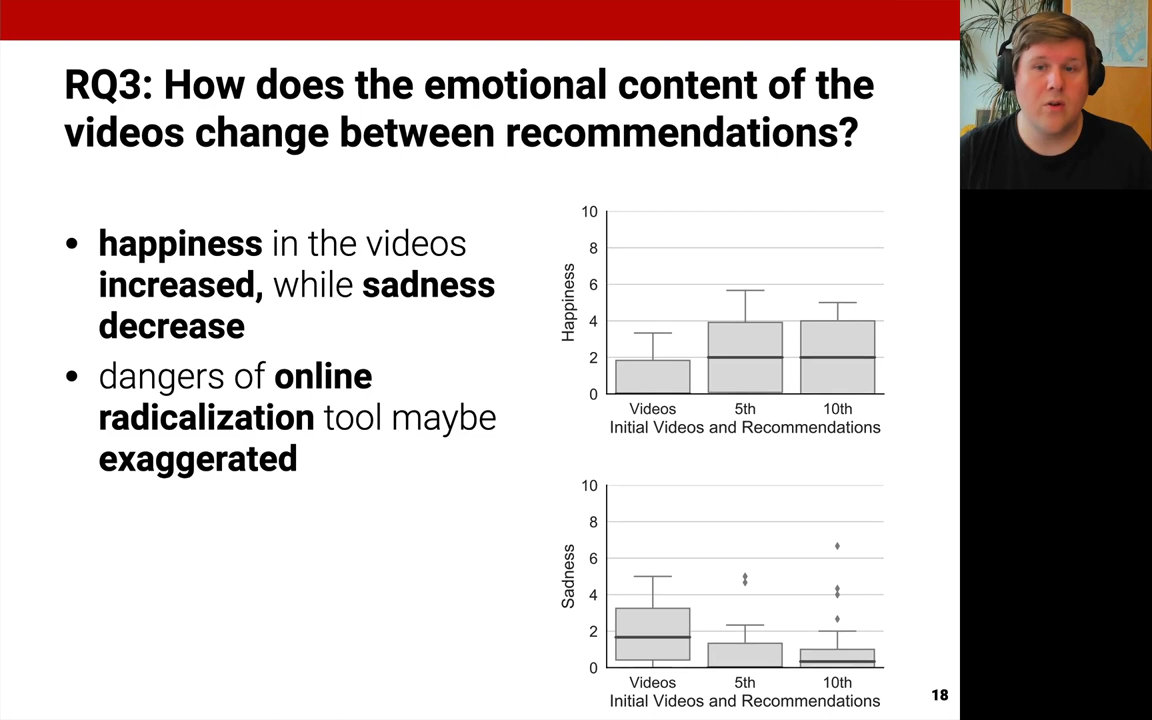 RQ3: How does the emotional content of the
videos change between recommendations?
• happiness in the videos
increased, while sadness
decrease
• dangers of online
radicalization tool maybe
exaggerated
10
8
6
4
2
0
Happiness
Videos 5th 10th
Initial Videos and Recommendations
10
8
6
4
2
0
Sadness
Videos 5th 10th
Initial Videos and Recommendations
18